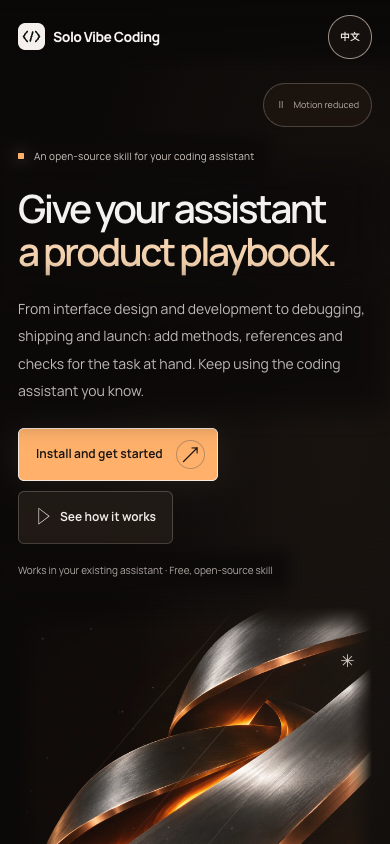 Solo Vibe Coding
中文
Motion reduced
An open-source skill for your coding assistant
Give your assistant
a product playbook.
From interface design and development to debugging,
shipping and launch: add methods, references and
checks for the task at hand. Keep using the coding
assistant you know.
Install and get started
See how it works
Works in your existing assistant · Free, open-source skill